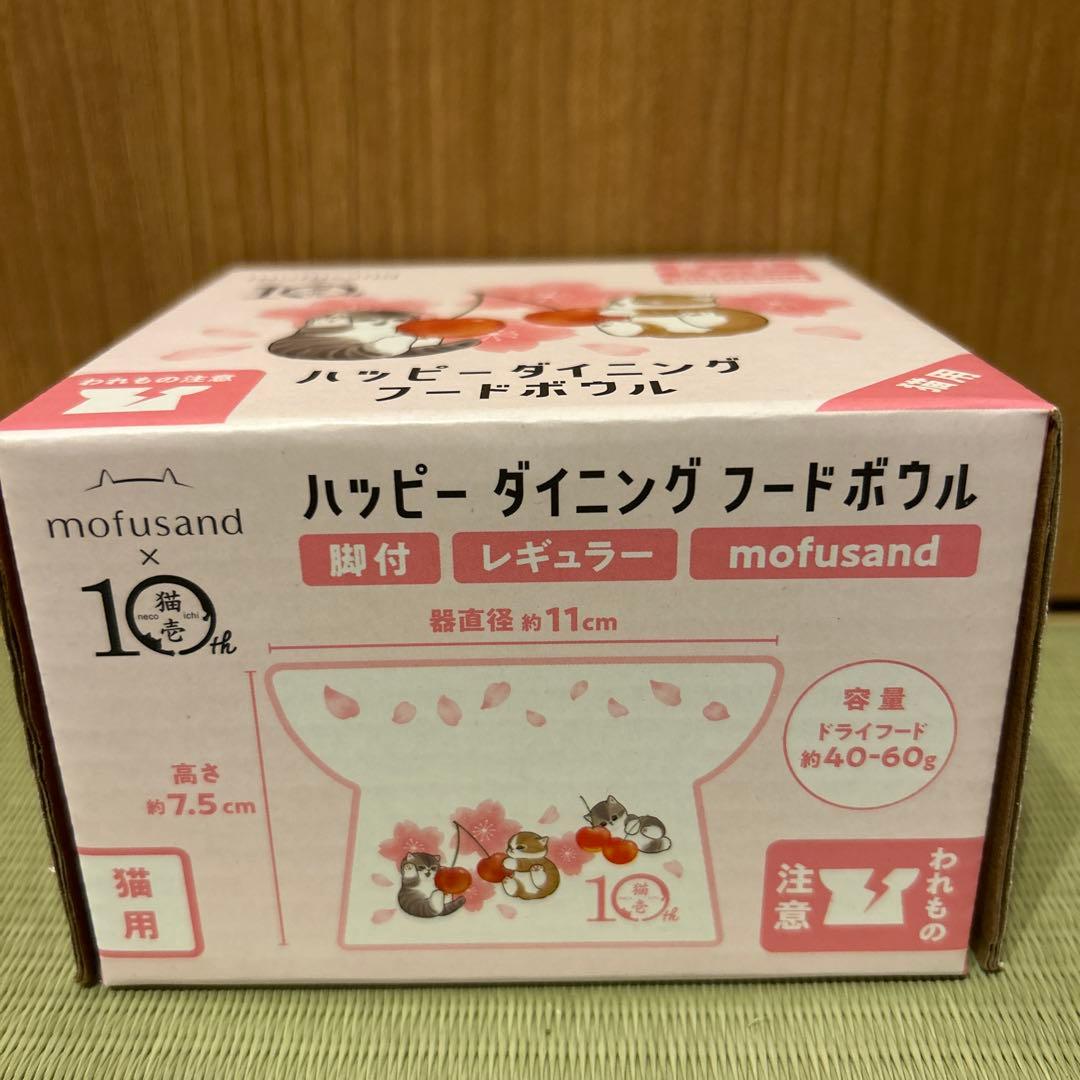 10
ハッピーダイニング
フードボウル
われもの注意
猫用
mofusand
×
10th
猫壱
neco ichi
ハッピー ダイニング フードボウル
脚付
レギュラー
mofusand
器直径 約11cm
高さ
約7.5cm
容量
ドライフード
約40-60g
猫用
10th
猫壱
われもの
注意